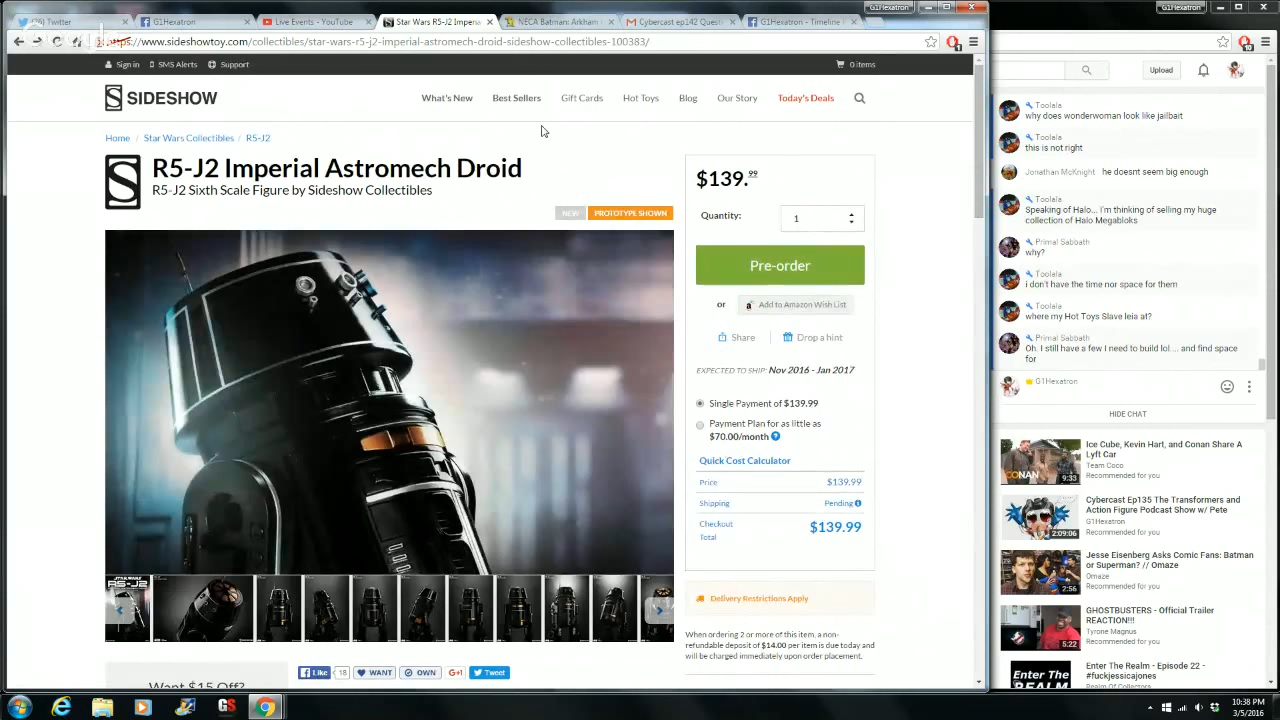 G1Hexatron
G1Hexatron
(26) Twitter
G1Hexatron
Live Events - YouTube
Star Wars R5-J2 Imperia
NECA Batman: Arkham
Cybercast ep142 Quest
G1Hexatron - Timeline
https://www.sideshowtoy.com/collectibles/star-wars-r5-j2-imperial-astromech-droid-sideshow-collectibles-100383/
Sign in
SMS Alerts
Support
0 items
SIDESHOW
What's New
Best Sellers
Gift Cards
Hot Toys
Blog
Our Story
Today's Deals
Home / Star Wars Collectibles / R5-J2
R5-J2 Imperial Astromech Droid
R5-J2 Sixth Scale Figure by Sideshow Collectibles
NEW
PROTOTYPE SHOWN
$139.99
Quantity:
1
Pre-order
or
Add to Amazon Wish List
Share
Drop a hint
EXPECTED TO SHIP: Nov 2016 - Jan 2017
Single Payment of $139.99
Payment Plan for as little as
$70.00/month
Quick Cost Calculator
Price $139.99
Shipping Pending
Checkout
Total
$139.99
Delivery Restrictions Apply
When ordering 2 or more of this item, a non-
refundable deposit of $14.00 per item is due today and
will be charged immediately upon order placement.
R5-J2
Want $15 Off?
Like
18
WANT
OWN
G+1
Tweet
Upload
Toolala
why does wonderwoman look like jailbait
Toolala
this is not right
Jonathan McKnight he doesnt seem big enough
Toolala
Speaking of Halo... i'm thinking of selling my huge
collection of Halo Megabloks
Primal Sabbath
why?
Toolala
i don't have the time nor space for them
Toolala
where my Hot Toys Slave leia at?
Primal Sabbath
Oh. I still have a few I need to build lol.... and find space
for
G1Hexatron
HIDE CHAT
Ice Cube, Kevin Hart, and Conan Share A
Lyft Car
Team Coco
Recommended for you
CONAN
9:33
Cybercast Ep135 The Transformers and
Action Figure Podcast Show w/ Pete
G1Hexatron
Recommended for you
2:09:06
Jesse Eisenberg Asks Comic Fans: Batman
or Superman? // Omaze
Omaze
Recommended for you
2:56
GHOSTBUSTERS - Official Trailer
REACTION!!!
Tyrone Magnus
Recommended for you
5:22
Enter The Realm - Episode 22 -
#fuckjessicajones
Realm Of Collectors
ENTER THE
REALM
10:38 PM
3/5/2016